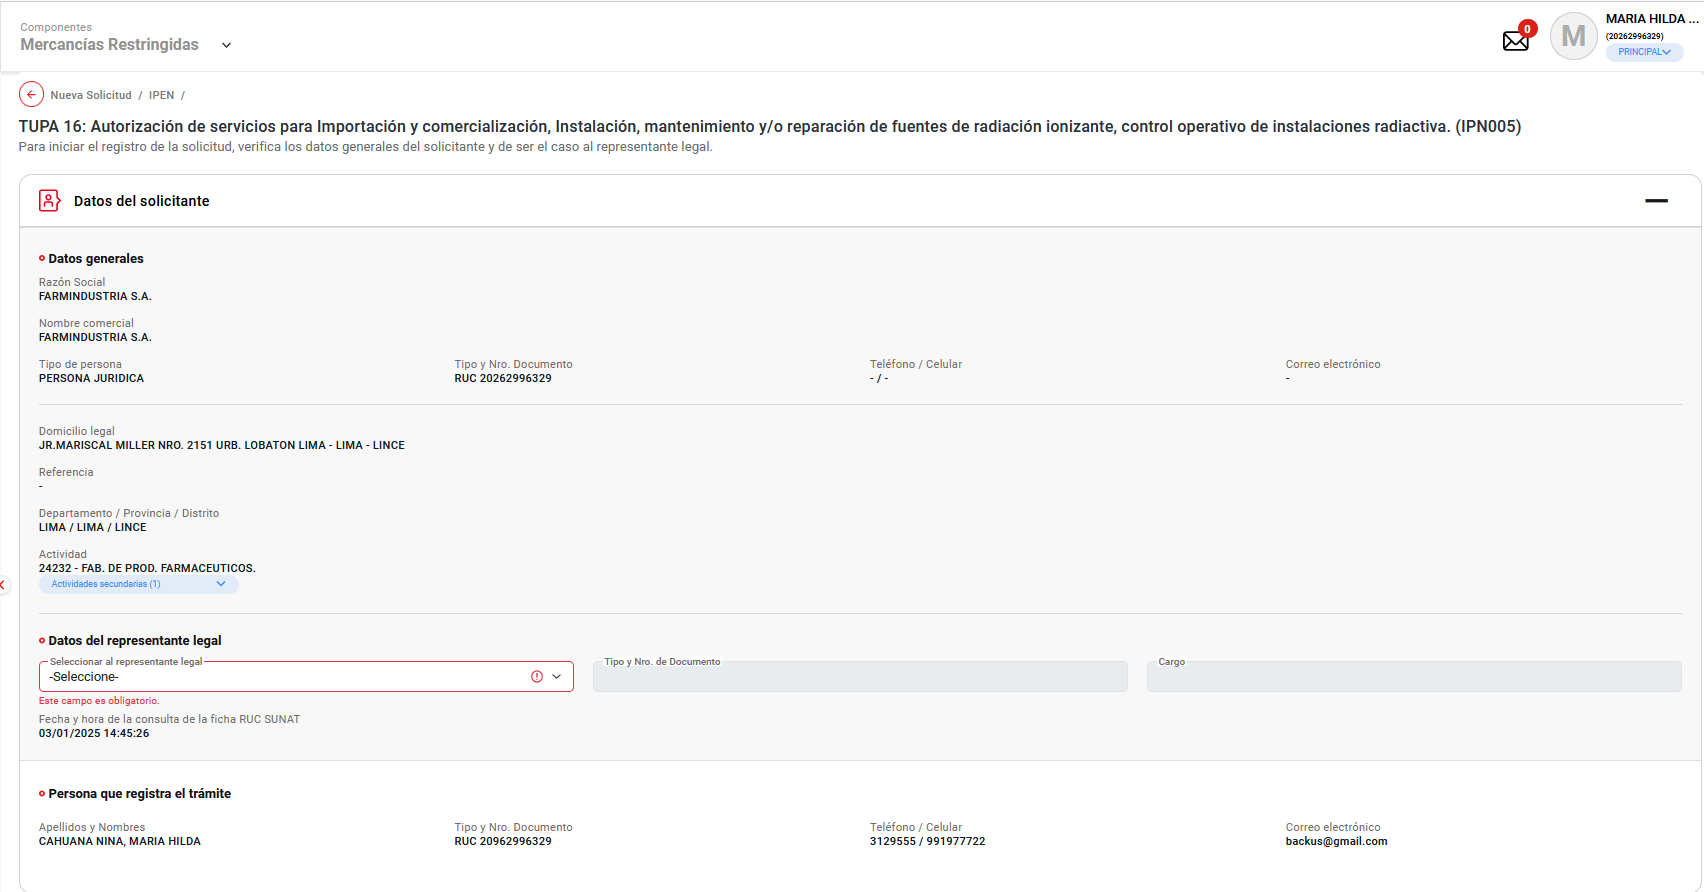 Componentes
Mercancías Restringidas
0
M
MARIA HILDA ...
(20262996329)
PRINCIPAL
Nueva Solicitud / IPEN /
TUPA 16: Autorización de servicios para Importación y comercialización, Instalación, mantenimiento y/o reparación de fuentes de radiación ionizante, control operativo de instalaciones radiactiva. (IPN005)
Para iniciar el registro de la solicitud, verifica los datos generales del solicitante y de ser el caso al representante legal.
Datos del solicitante
Datos generales
Razón Social
FARMINDUSTRIA S.A.
Nombre comercial
FARMINDUSTRIA S.A.
Tipo de persona Tipo y Nro. Documento Teléfono / Celular Correo electrónico
PERSONA JURIDICA RUC 20262996329 - / - -
Domicilio legal
JR.MARISCAL MILLER NRO. 2151 URB. LOBATON LIMA - LIMA - LINCE
Referencia
-
Departamento / Provincia / Distrito
LIMA / LIMA / LINCE
Actividad
24232 - FAB. DE PROD. FARMACEUTICOS.
Actividades secundarias (1)
Datos del representante legal
Seleccionar al representante legal Tipo y Nro. de Documento Cargo
-Seleccione-
Este campo es obligatorio.
Fecha y hora de la consulta de la ficha RUC SUNAT
03/01/2025 14:45:26
Persona que registra el trámite
Apellidos y Nombres Tipo y Nro. Documento Teléfono / Celular Correo electrónico
CAHUANA NINA, MARIA HILDA RUC 20962996329 3129555 / 991977722 backus@gmail.com